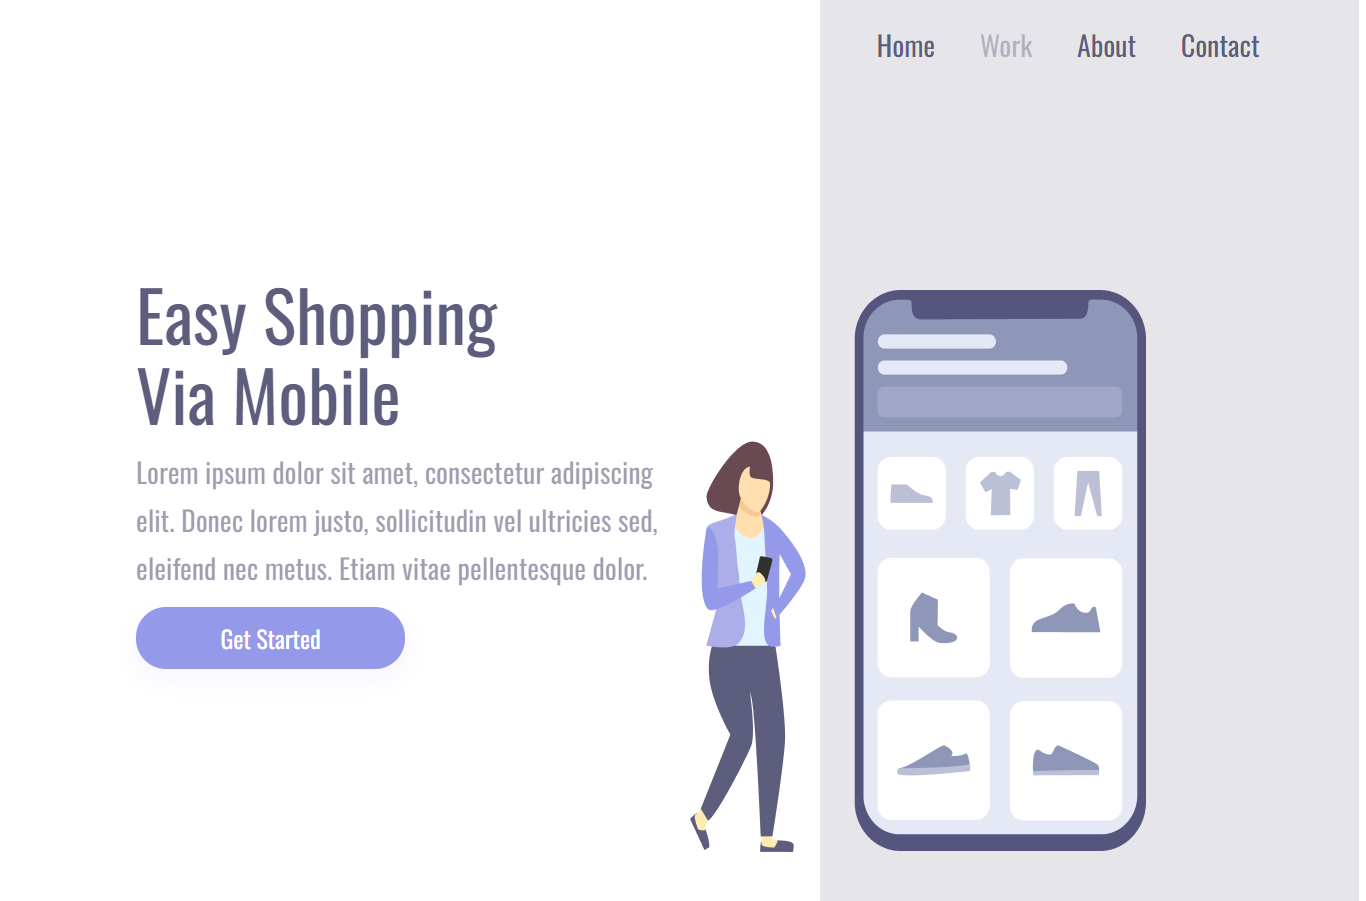 Home Work About Contact
Easy Shopping
Via Mobile
Lorem ipsum dolor sit amet, consectetur adipiscing
elit. Donec lorem justo, sollicitudin vel ultricies sed,
eleifend nec metus. Etiam vitae pellentesque dolor.
Get Started